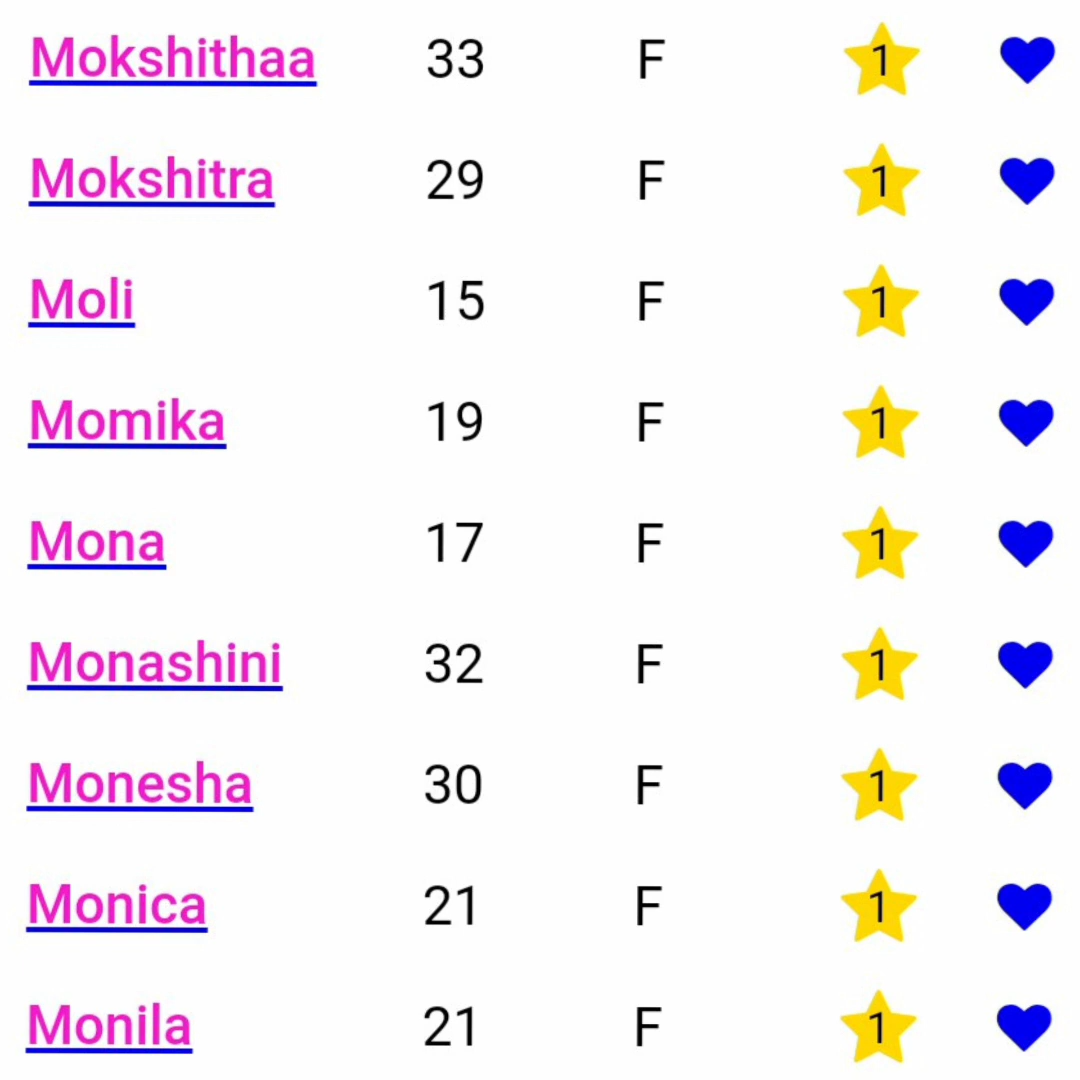 Mokshithaa 33 F 1
Mokshitra 29 F 1
Moli 15 F 1
Momika 19 F 1
Mona 17 F 1
Monashini 32 F 1
Monesha 30 F 1
Monica 21 F 1
Monila 21 F 1